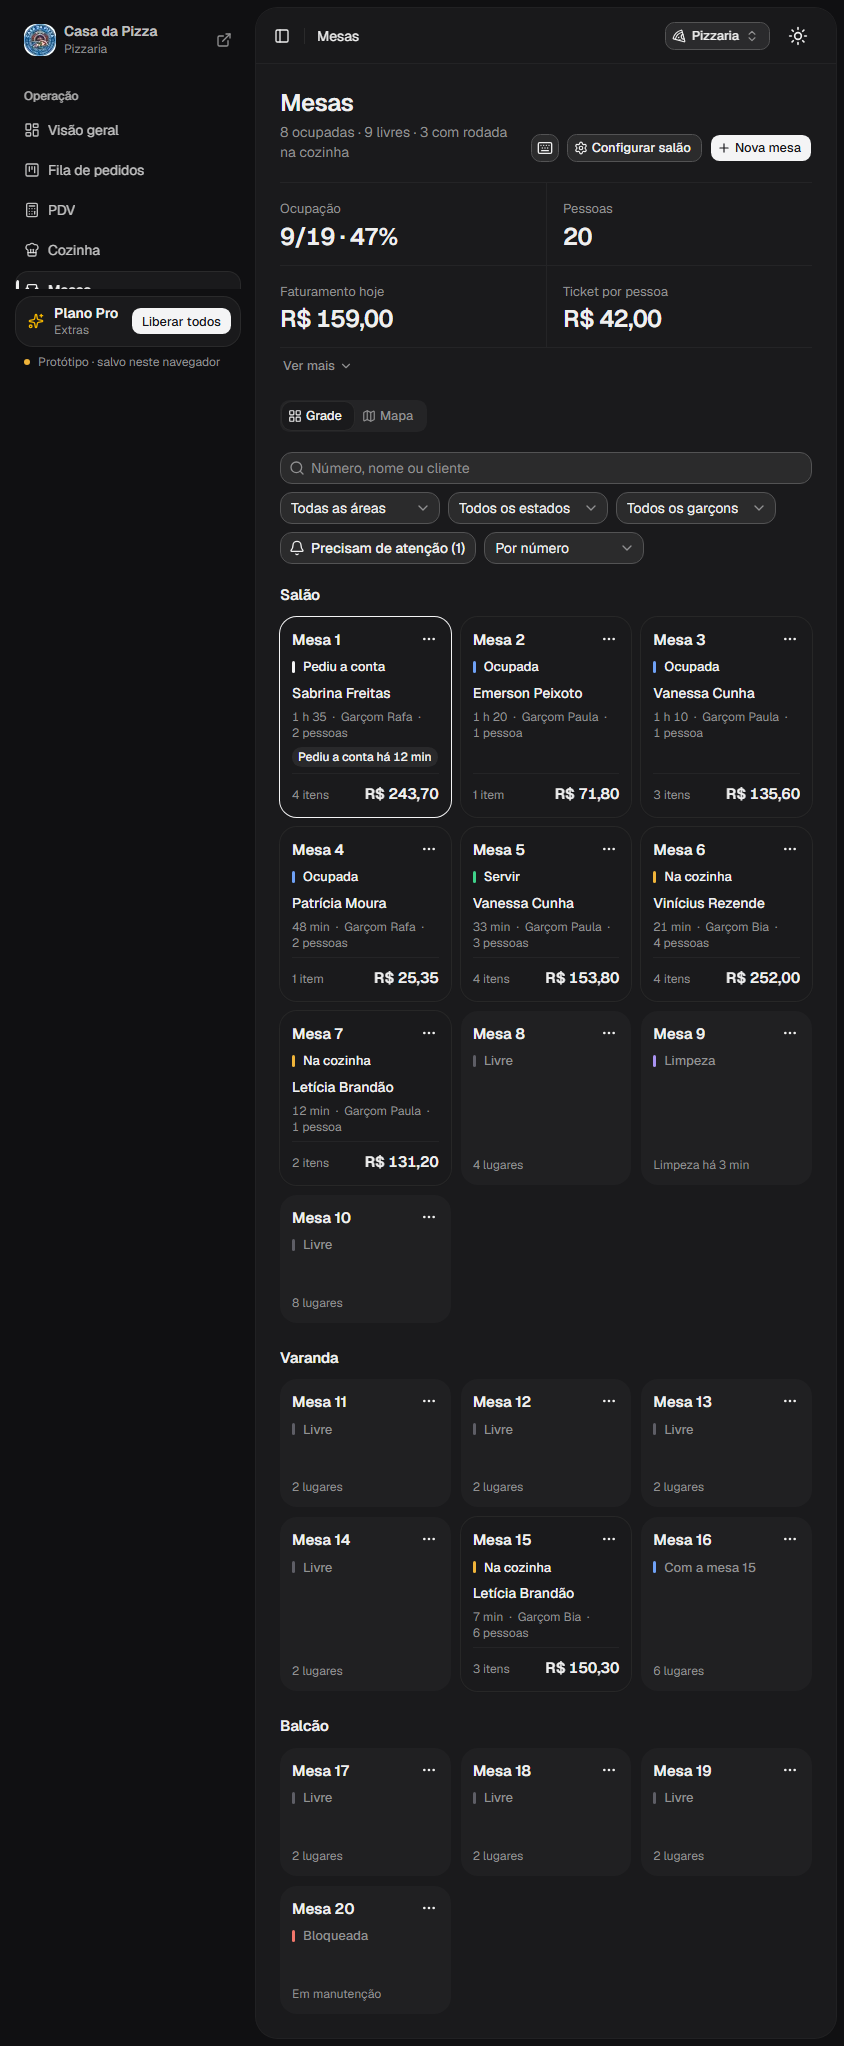 Casa da Pizza
Pizzaria
Operação
Visão geral
Fila de pedidos
PDV
Cozinha
Mesas
Plano Pro
Extras
Liberar todos
Protótipo · salvo neste navegador
Mesas
Pizzaria
Mesas
8 ocupadas · 9 livres · 3 com rodada
na cozinha
Configurar salão
Nova mesa
Ocupação
9/19 · 47%
Pessoas
20
Faturamento hoje
R$ 159,00
Ticket por pessoa
R$ 42,00
Ver mais
Grade
Mapa
Número, nome ou cliente
Todas as áreas
Todos os estados
Todos os garçons
Precisam de atenção (1)
Por número
Salão
Mesa 1
Pediu a conta
Sabrina Freitas
1 h 35 · Garçom Rafa ·
2 pessoas
Pediu a conta há 12 min
4 itens
R$ 243,70
Mesa 2
Ocupada
Emerson Peixoto
1 h 20 · Garçom Paula ·
1 pessoa
1 item
R$ 71,80
Mesa 3
Ocupada
Vanessa Cunha
1 h 10 · Garçom Paula ·
1 pessoa
3 itens
R$ 135,60
Mesa 4
Ocupada
Patrícia Moura
48 min · Garçom Rafa ·
2 pessoas
1 item
R$ 25,35
Mesa 5
Servir
Vanessa Cunha
33 min · Garçom Paula ·
3 pessoas
4 itens
R$ 153,80
Mesa 6
Na cozinha
Vinícius Rezende
21 min · Garçom Bia ·
4 pessoas
4 itens
R$ 252,00
Mesa 7
Na cozinha
Letícia Brandão
12 min · Garçom Paula ·
1 pessoa
2 itens
R$ 131,20
Mesa 8
Livre
4 lugares
Mesa 9
Limpeza
Limpeza há 3 min
Mesa 10
Livre
8 lugares
Varanda
Mesa 11
Livre
2 lugares
Mesa 12
Livre
2 lugares
Mesa 13
Livre
2 lugares
Mesa 14
Livre
2 lugares
Mesa 15
Na cozinha
Letícia Brandão
7 min · Garçom Bia ·
6 pessoas
3 itens
R$ 150,30
Mesa 16
Com a mesa 15
6 lugares
Balcão
Mesa 17
Livre
2 lugares
Mesa 18
Livre
2 lugares
Mesa 19
Livre
2 lugares
Mesa 20
Bloqueada
Em manutenção